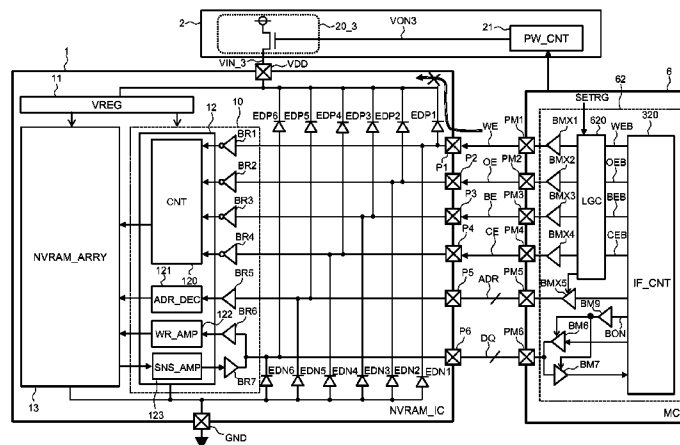 2
20_3
VON3
21
PW_CNT
VIN_3
VDD
1
11
VREG
12
10
EDP6
EDP5
EDP4
EDP3
EDP2
EDP1
WE
PM1
SETRG
62
6
620
320
BR1
P1
BMX1
WEB
BR2
P2
OE
PM2
BMX2
OEB
CNT
BR3
P3
BE
PM3
BMX3
LGC
BEB
BR4
P4
CE
PM4
BMX4
CEB
NVRAM_ARRY
121
120
BR5
P5
ADR
PM5
BMX5
IF_CNT
ADR_DEC
BM9
WR_AMP
122
BR6
P6
DQ
PM6
BM6
BON
SNS_AMP
BR7
BM7
EDN6
EDN5
EDN4
EDN3
EDN2
EDN1
13
123
NVRAM_IC
MC
GND